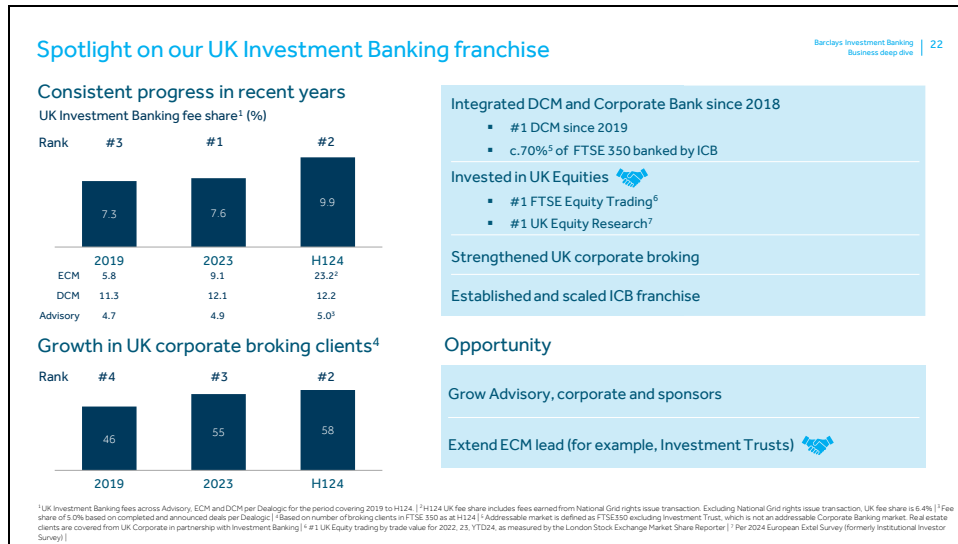 Spotlight on our UK Investment Banking franchise
Barclays Investment Banking
Business deep dive
22
Consistent progress in recent years
UK Investment Banking fee share¹ (%)
Rank #3 #1 #2
7.3 7.6 9.9
2019 2023 H124
ECM 5.8 9.1 23.2²
DCM 11.3 12.1 12.2
Advisory 4.7 4.9 5.0³
Growth in UK corporate broking clients⁴
Rank #4 #3 #2
46 55 58
2019 2023 H124
Integrated DCM and Corporate Bank since 2018
▪ #1 DCM since 2019
▪ c.70%⁵ of FTSE 350 banked by ICB
Invested in UK Equities
▪ #1 FTSE Equity Trading⁶
▪ #1 UK Equity Research⁷
Strengthened UK corporate broking
Established and scaled ICB franchise
Opportunity
Grow Advisory, corporate and sponsors
Extend ECM lead (for example, Investment Trusts)
¹ UK Investment Banking fees across Advisory, ECM and DCM per Dealogic for the period covering 2019 to H124. | ² H124 UK fee share includes fees earned from National Grid rights issue transaction. Excluding National Grid rights issue transaction, UK fee share is 6.4% | ³ Fee
share of 5.0% based on completed and announced deals per Dealogic | ⁴ Based on number of broking clients in FTSE 350 as at H124 | ⁵ Addressable market is defined as FTSE350 excluding Investment Trust, which is not an addressable Corporate Banking market. Real estate
clients are covered from UK Corporate in partnership with Investment Banking | ⁶ #1 UK Equity trading by trade value for 2022, 23, YTD24, as measured by the London Stock Exchange Market Share Reporter | ⁷ Per 2024 European Extel Survey (formerly Institutional Investor
Survey) |